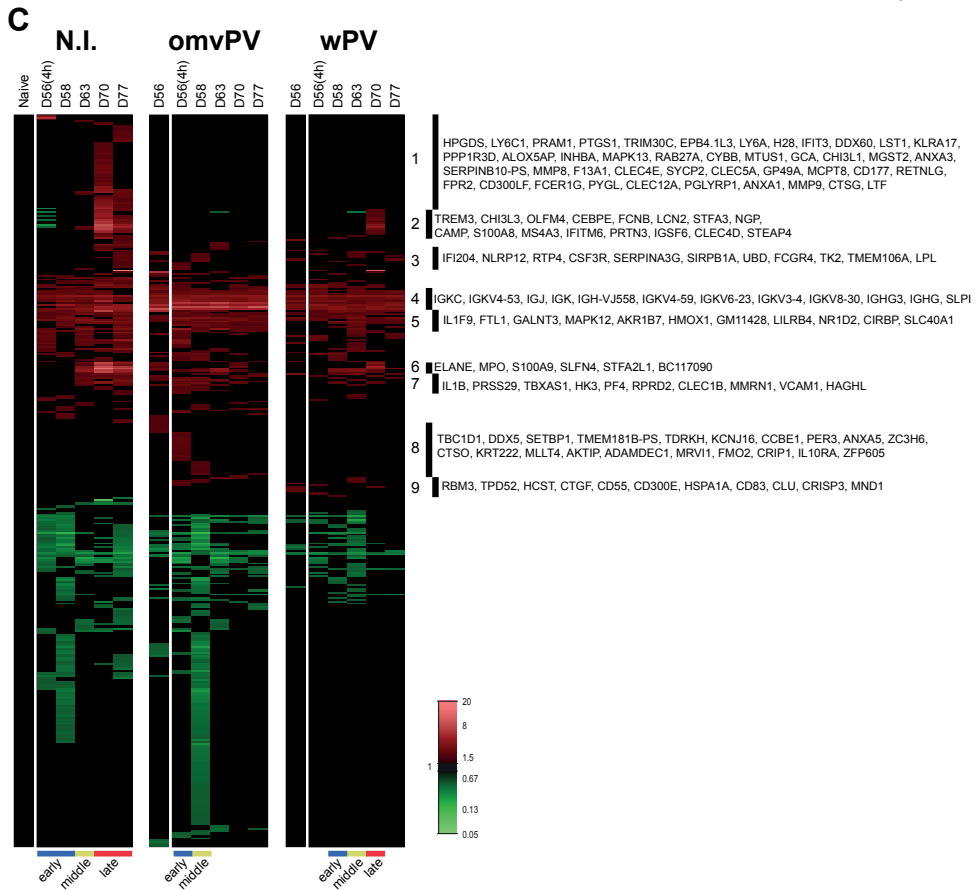 C
N.I.
omvPV
wPV
Naive
D56(4h)
D58
D63
D70
D77
D56
D56(4h)
D58
D63
D70
D77
D56
D56(4h)
D58
D63
D70
D77
1
HPGDS, LY6C1, PRAM1, PTGS1, TRIM30C, EPB4.1L3, LY6A, H28, IFIT3, DDX60, LST1, KLRA17,
PPP1R3D, ALOX5AP, INHBA, MAPK13, RAB27A, CYBB, MTUS1, GCA, CHI3L1, MGST2, ANXA3,
SERPINB10-PS, MMP8, F13A1, CLEC4E, SYCP2, CLEC5A, GP49A, MCPT8, CD177, RETNLG,
FPR2, CD300LF, FCER1G, PYGL, CLEC12A, PGLYRP1, ANXA1, MMP9, CTSG, LTF
2
TREM3, CHI3L3, OLFM4, CEBPE, FCNB, LCN2, STFA3, NGP,
CAMP, S100A8, MS4A3, IFITM6, PRTN3, IGSF6, CLEC4D, STEAP4
3
IFI204, NLRP12, RTP4, CSF3R, SERPINA3G, SIRPB1A, UBD, FCGR4, TK2, TMEM106A, LPL
4
IGKC, IGKV4-53, IGJ, IGK, IGH-VJ558, IGKV4-59, IGKV6-23, IGKV3-4, IGKV8-30, IGHG3, IGHG, SLPI
5
IL1F9, FTL1, GALNT3, MAPK12, AKR1B7, HMOX1, GM11428, LILRB4, NR1D2, CIRBP, SLC40A1
6
ELANE, MPO, S100A9, SLFN4, STFA2L1, BC117090
7
IL1B, PRSS29, TBXAS1, HK3, PF4, RPRD2, CLEC1B, MMRN1, VCAM1, HAGHL
8
TBC1D1, DDX5, SETBP1, TMEM181B-PS, TDRKH, KCNJ16, CCBE1, PER3, ANXA5, ZC3H6,
CTSO, KRT222, MLLT4, AKTIP, ADAMDEC1, MRVI1, FMO2, CRIP1, IL10RA, ZFP605
9
RBM3, TPD52, HCST, CTGF, CD55, CD300E, HSPA1A, CD83, CLU, CRISP3, MND1
20
8
1.5
1
0.67
0.13
0.05
early
middle
late
early
middle
early
middle
late